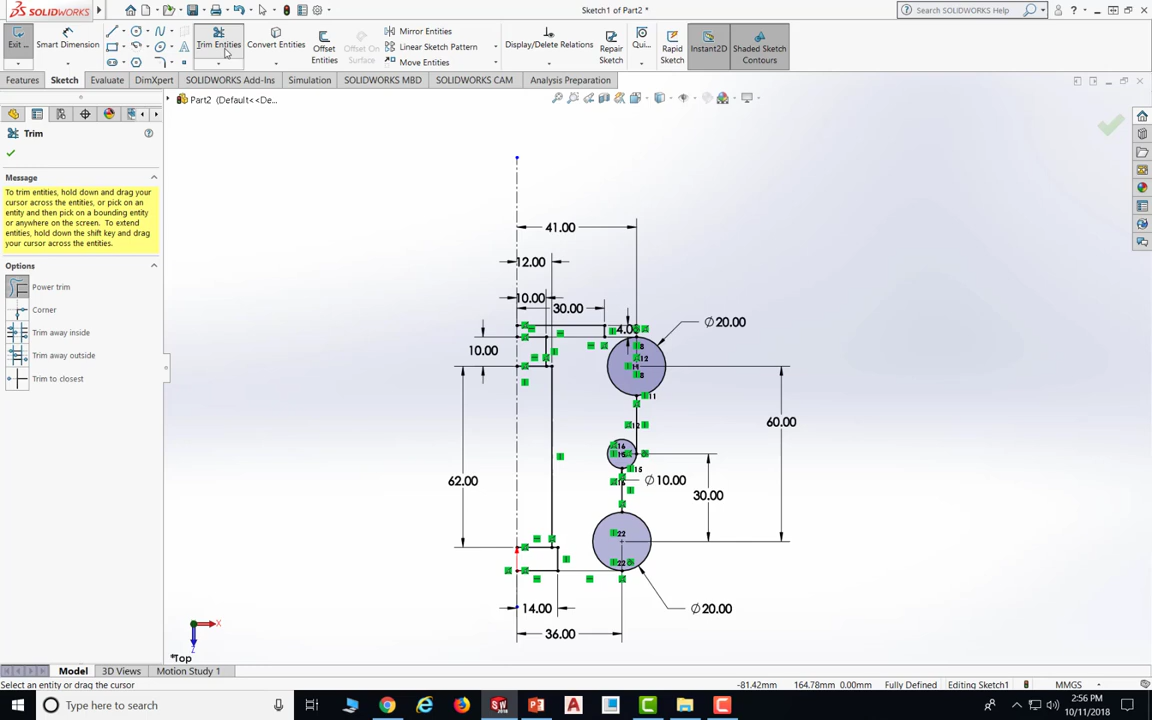 SOLIDWORKS
Sketch1 of Part2 *
Search SOLIDWORKS Help
?
Exit ...
Smart Dimension
Trim Entities
Convert Entities
Offset Entities
Offset On Surface
Mirror Entities
Linear Sketch Pattern
Move Entities
Display/Delete Relations
Repair Sketch
Qui...
Rapid Sketch
Instant2D
Shaded Sketch Contours
Features
Sketch
Evaluate
DimXpert
SOLIDWORKS Add-Ins
Simulation
SOLIDWORKS MBD
SOLIDWORKS CAM
Analysis Preparation
Part2 (Default<<De...
Trim
Message
To trim entities, hold down and drag your
cursor across the entities, or pick on an
entity and then pick on a bounding entity
or anywhere on the screen. To extend
entities, hold down the shift key and drag
your cursor across the entities.
Options
Power trim
Corner
Trim away inside
Trim away outside
Trim to closest
41.00
12.00
10.00
30.00
4.00
∅20.00
10.00
60.00
62.00
∅10.00
30.00
14.00
∅20.00
36.00
X
Z
*Top
Model
3D Views
Motion Study 1
Select an entity or drag the cursor
-81.42mm
164.78mm 0.00mm
Fully Defined
Editing Sketch1
MMGS
Type here to search
2:56 PM
10/11/2018